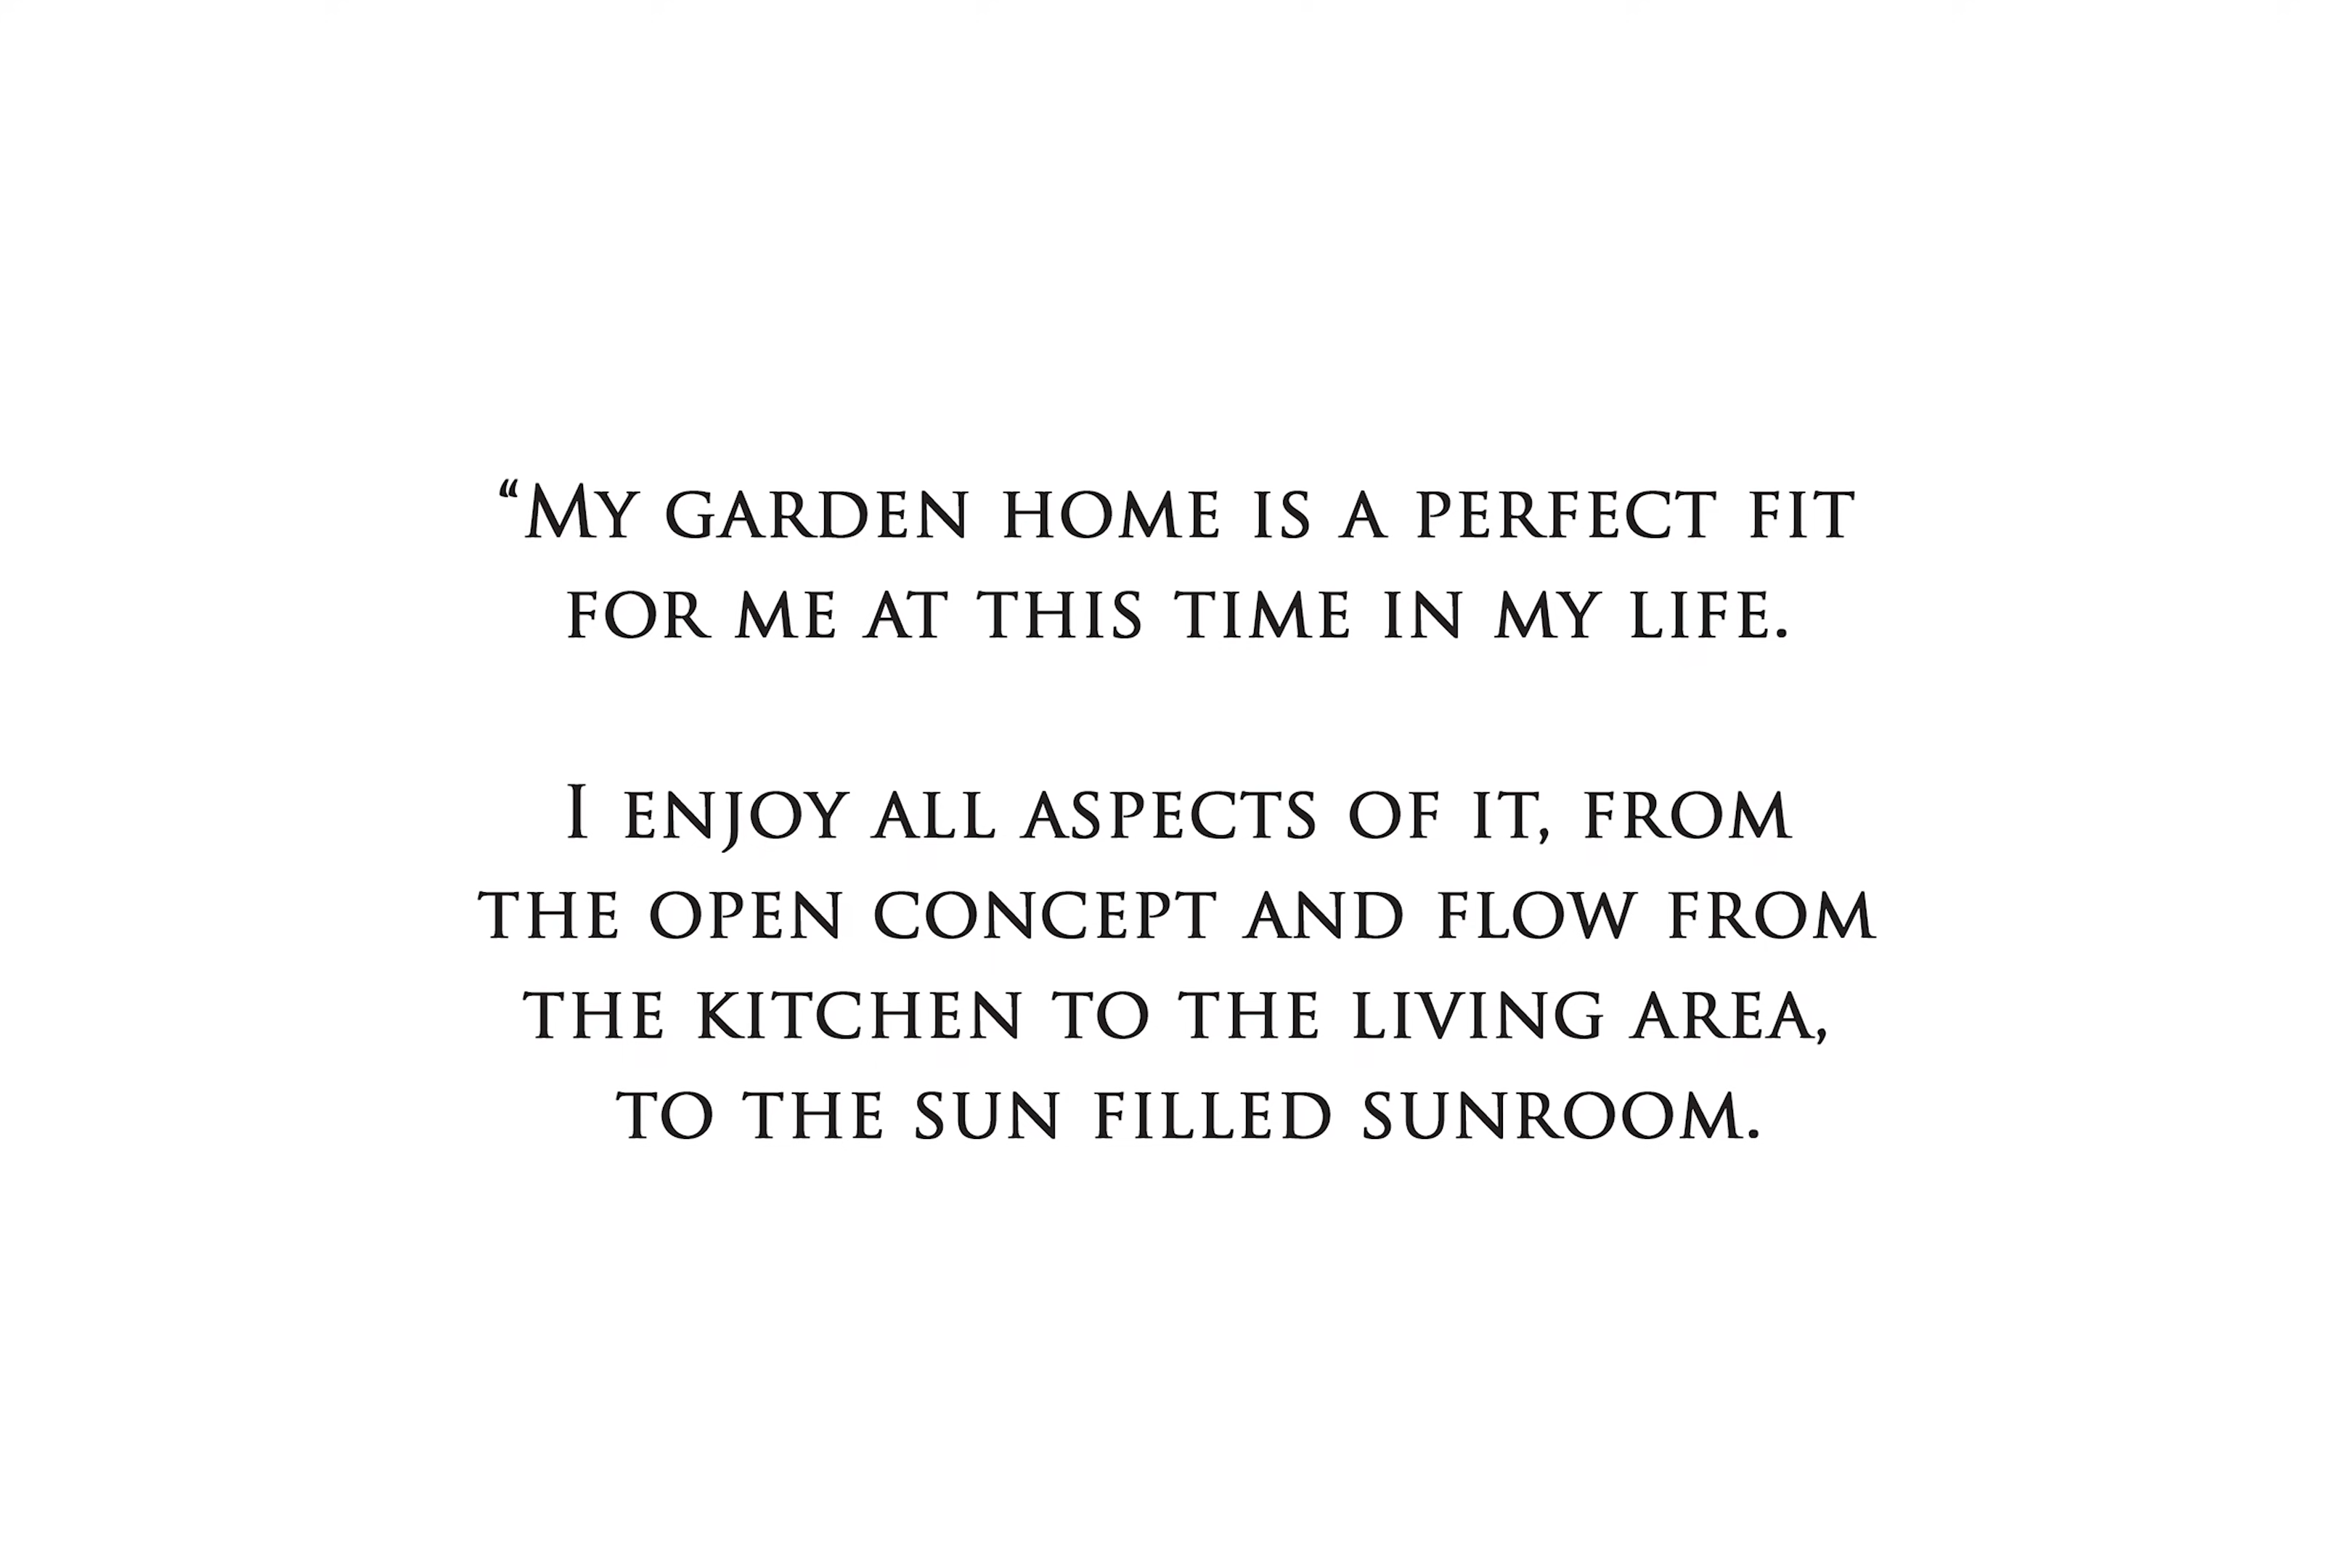 “My garden home is a perfect fit
for me at this time in my life.
I enjoy all aspects of it, from
the open concept and flow from
the kitchen to the living area,
to the sun filled sunroom.